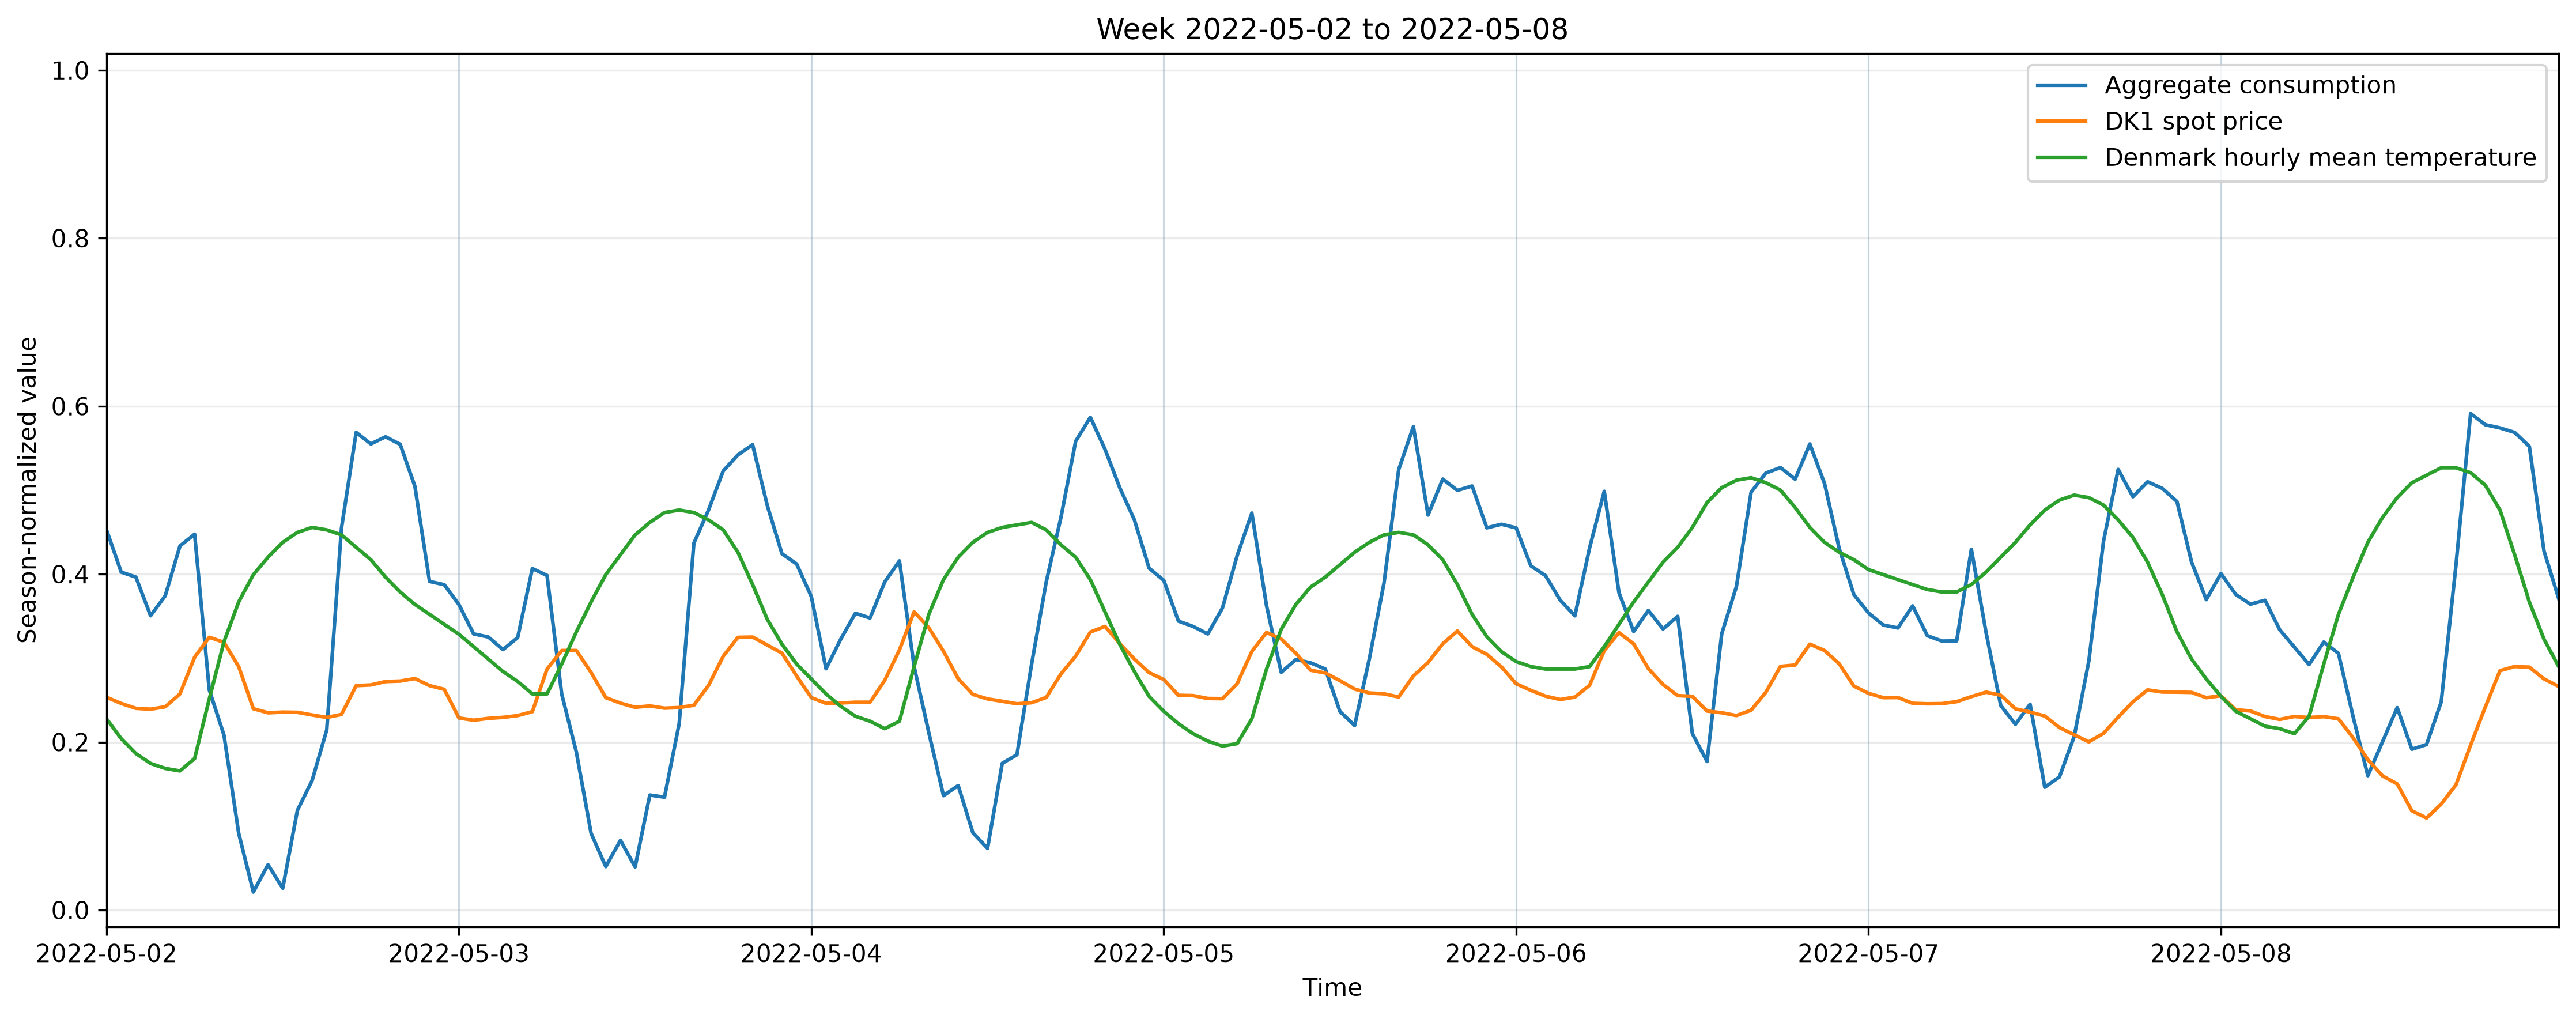 Week 2022-05-02 to 2022-05-08
Aggregate consumption
DK1 spot price
Denmark hourly mean temperature
Season-normalized value
1.0
0.8
0.6
0.4
0.2
0.0
2022-05-02 2022-05-03 2022-05-04 2022-05-05 2022-05-06 2022-05-07 2022-05-08
Time